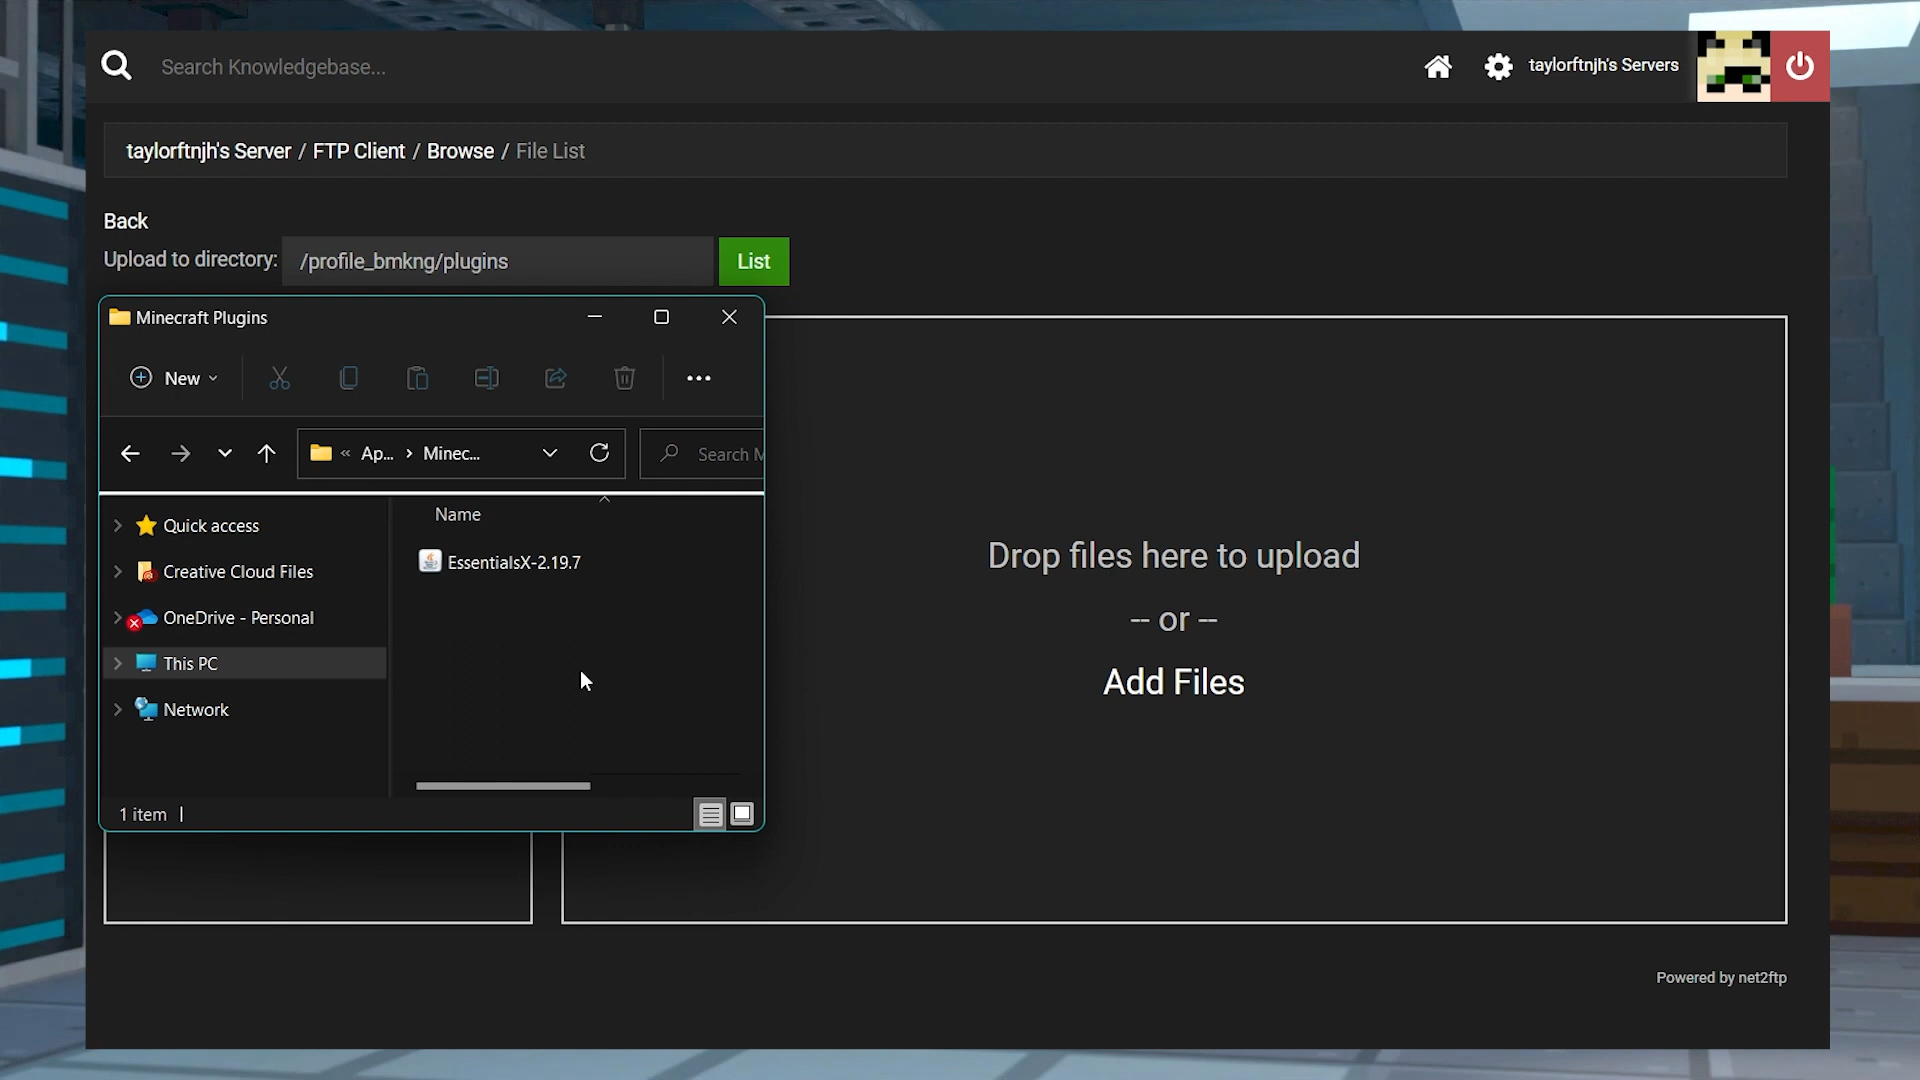 Search Knowledgebase...
taylorftnjh's Servers
taylorftnjh's Server / FTP Client / Browse / File List
Back
Upload to directory: /profile_bmkng/plugins List
Minecraft Plugins
New
« Ap... > Minec...
Search M
Name
Quick access
Creative Cloud Files
OneDrive - Personal
This PC
Network
EssentialsX-2.19.7
1 item
Drop files here to upload
-- or --
Add Files
Powered by net2ftp